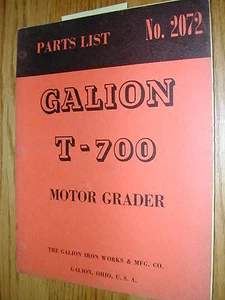 PARTS LIST No. 2072
GALION
T-700
MOTOR GRADER
THE GALION IRON WORKS & MFG. CO.
GALION, OHIO, U. S. A.